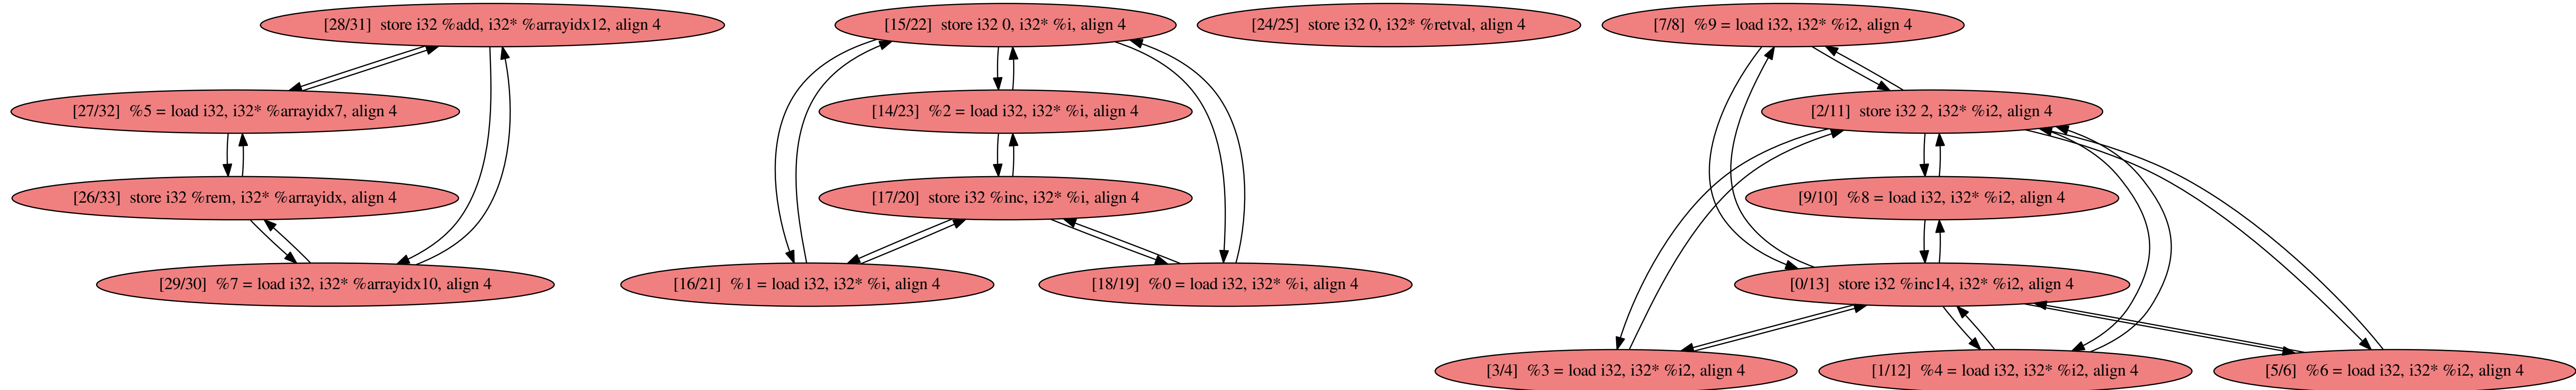 [28/31]  store i32 %add, i32* %arrayidx12, align 4
[15/22]  store i32 0, i32* %i, align 4
[24/25]  store i32 0, i32* %retval, align 4
[7/8]  %9 = load i32, i32* %i2, align 4
[27/32]  %5 = load i32, i32* %arrayidx7, align 4
[14/23]  %2 = load i32, i32* %i, align 4
[2/11]  store i32 2, i32* %i2, align 4
[26/33]  store i32 %rem, i32* %arrayidx, align 4
[17/20]  store i32 %inc, i32* %i, align 4
[9/10]  %8 = load i32, i32* %i2, align 4
[29/30]  %7 = load i32, i32* %arrayidx10, align 4
[16/21]  %1 = load i32, i32* %i, align 4
[18/19]  %0 = load i32, i32* %i, align 4
[0/13]  store i32 %inc14, i32* %i2, align 4
[3/4]  %3 = load i32, i32* %i2, align 4
[1/12]  %4 = load i32, i32* %i2, align 4
[5/6]  %6 = load i32, i32* %i2, align 4